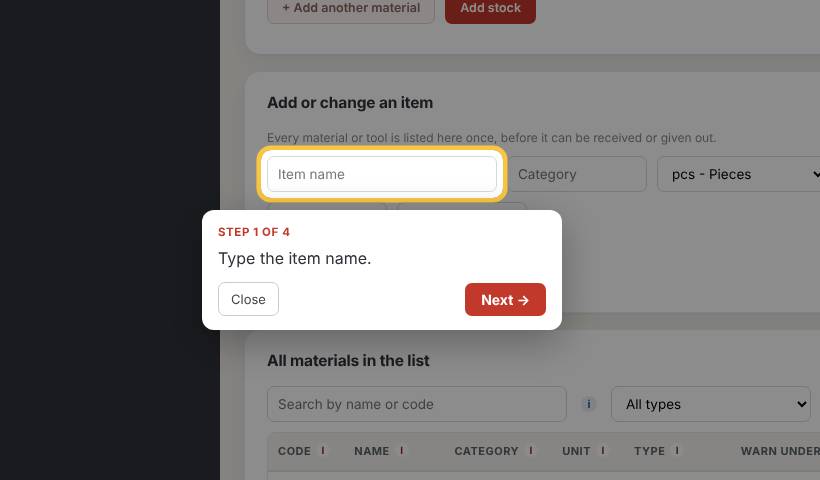 + Add another material
Add stock
Add or change an item
Every material or tool is listed here once, before it can be received or given out.
Item name
Category
pcs - Pieces
STEP 1 OF 4
Type the item name.
Close
Next →
All materials in the list
Search by name or code
i
All types
CODE i NAME i CATEGORY i UNIT i TYPE i WARN UNDER